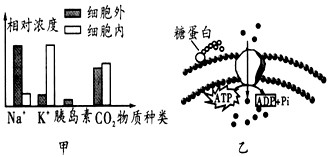 相对浓度
细胞外
细胞内
Na⁺ K⁺ 胰岛素 CO₂ 物质种类
甲
糖蛋白
ATP
ADP+Pi
乙